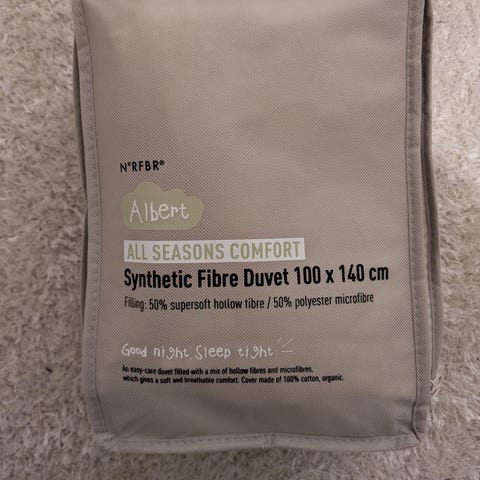 N°RFBR®
Albert
ALL SEASONS COMFORT
Synthetic Fibre Duvet 100 x 140 cm
Filling: 50% supersoft hollow fibre / 50% polyester microfibre
Good night, Sleep tight
An easy-care duvet filled with a mix of hollow fibres and microfibres,
which gives a soft and breathable comfort. Cover made of 100% cotton, organic.